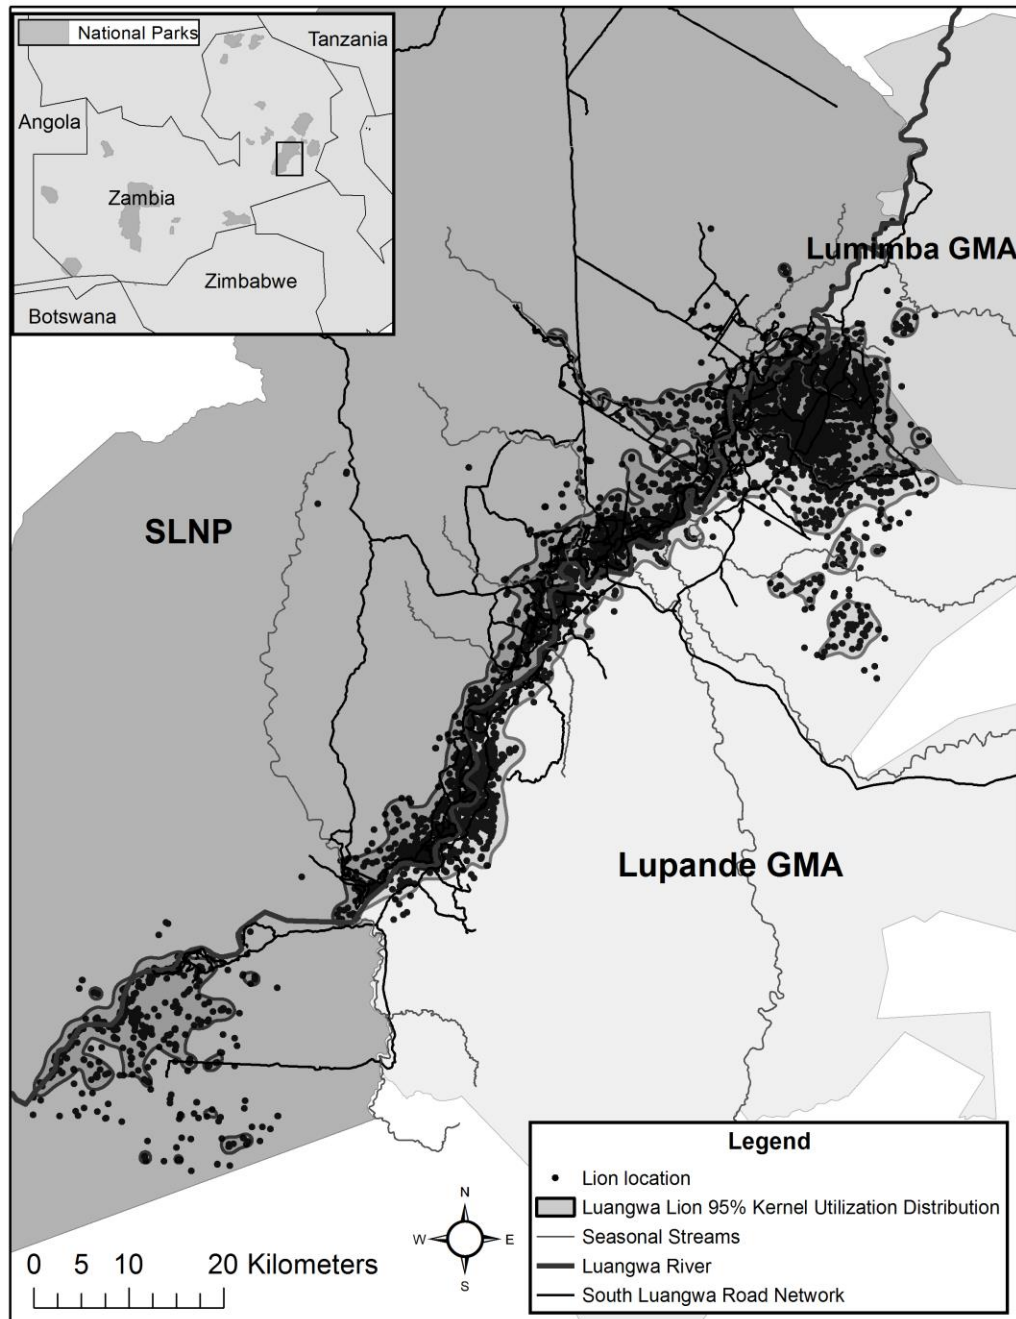 National Parks
Tanzania
Angola
Zambia
Zimbabwe
Botswana
Lumimba GMA
SLNP
Lupande GMA
Legend
Lion location
Luangwa Lion 95% Kernel Utilization Distribution
Seasonal Streams
Luangwa River
South Luangwa Road Network
N
W E
S
0 5 10 20 Kilometers